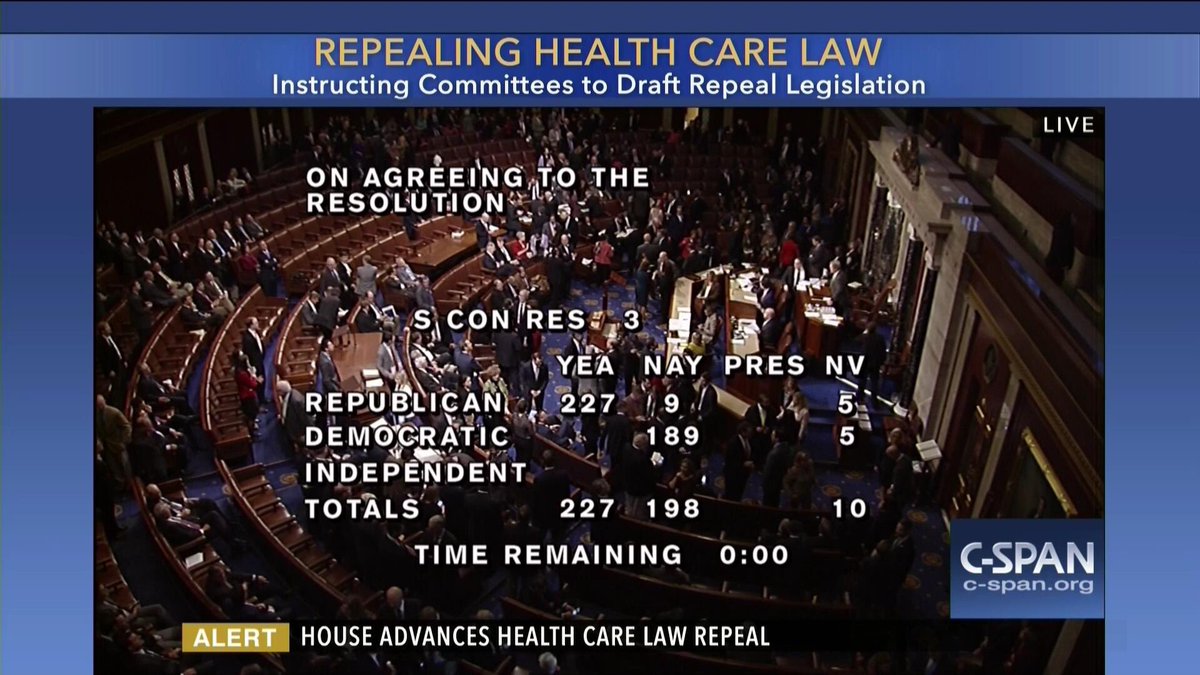 REPEALING HEALTH CARE LAW
Instructing Committees to Draft Repeal Legislation
LIVE
ON AGREEING TO THE
RESOLUTION
S CON RES 3
YEA NAY PRES NV
REPUBLICAN 227 9 5
DEMOCRATIC 189 5
INDEPENDENT
TOTALS 227 198 10
TIME REMAINING 0:00
C-SPAN
c-span.org
ALERT HOUSE ADVANCES HEALTH CARE LAW REPEAL